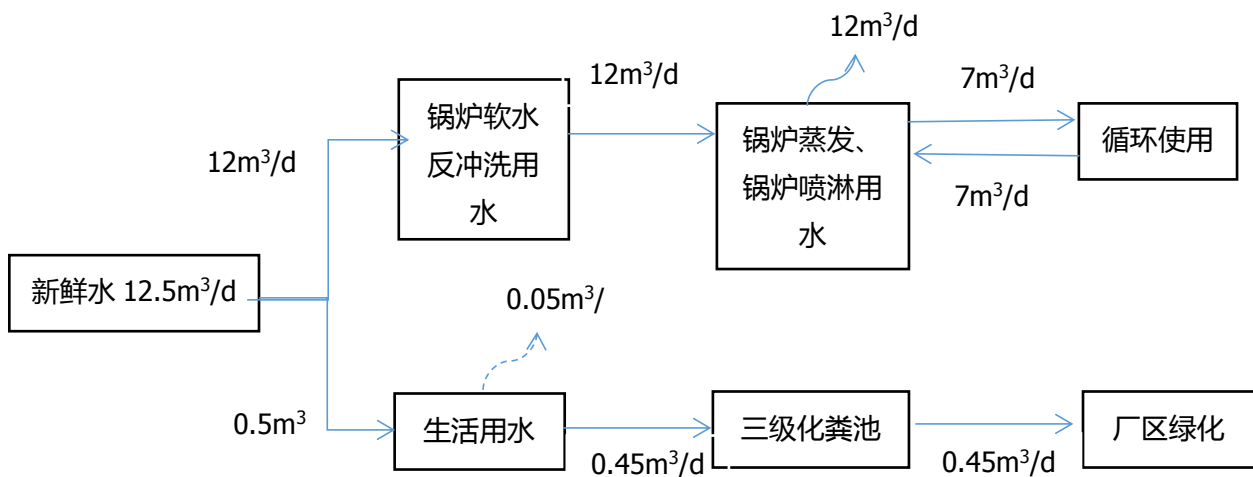 12m³/d
12m³/d
7m³/d
锅炉软水
反冲洗用
水
锅炉蒸发、
锅炉喷淋用
水
循环使用
12m³/d
7m³/d
新鲜水 12.5m³/d
0.05m³/
0.5m³
生活用水
三级化粪池
厂区绿化
0.45m³/d
0.45m³/d